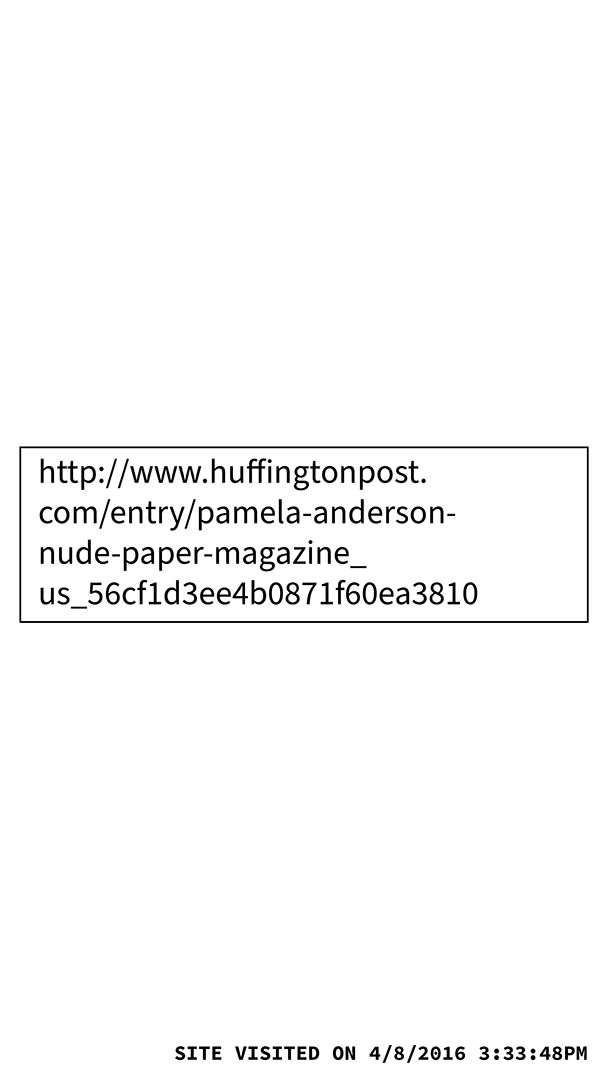 http://www.huffingtonpost.
com/entry/pamela-anderson-
nude-paper-magazine_
us_56cf1d3ee4b0871f60ea3810
SITE VISITED ON 4/8/2016 3:33:48PM